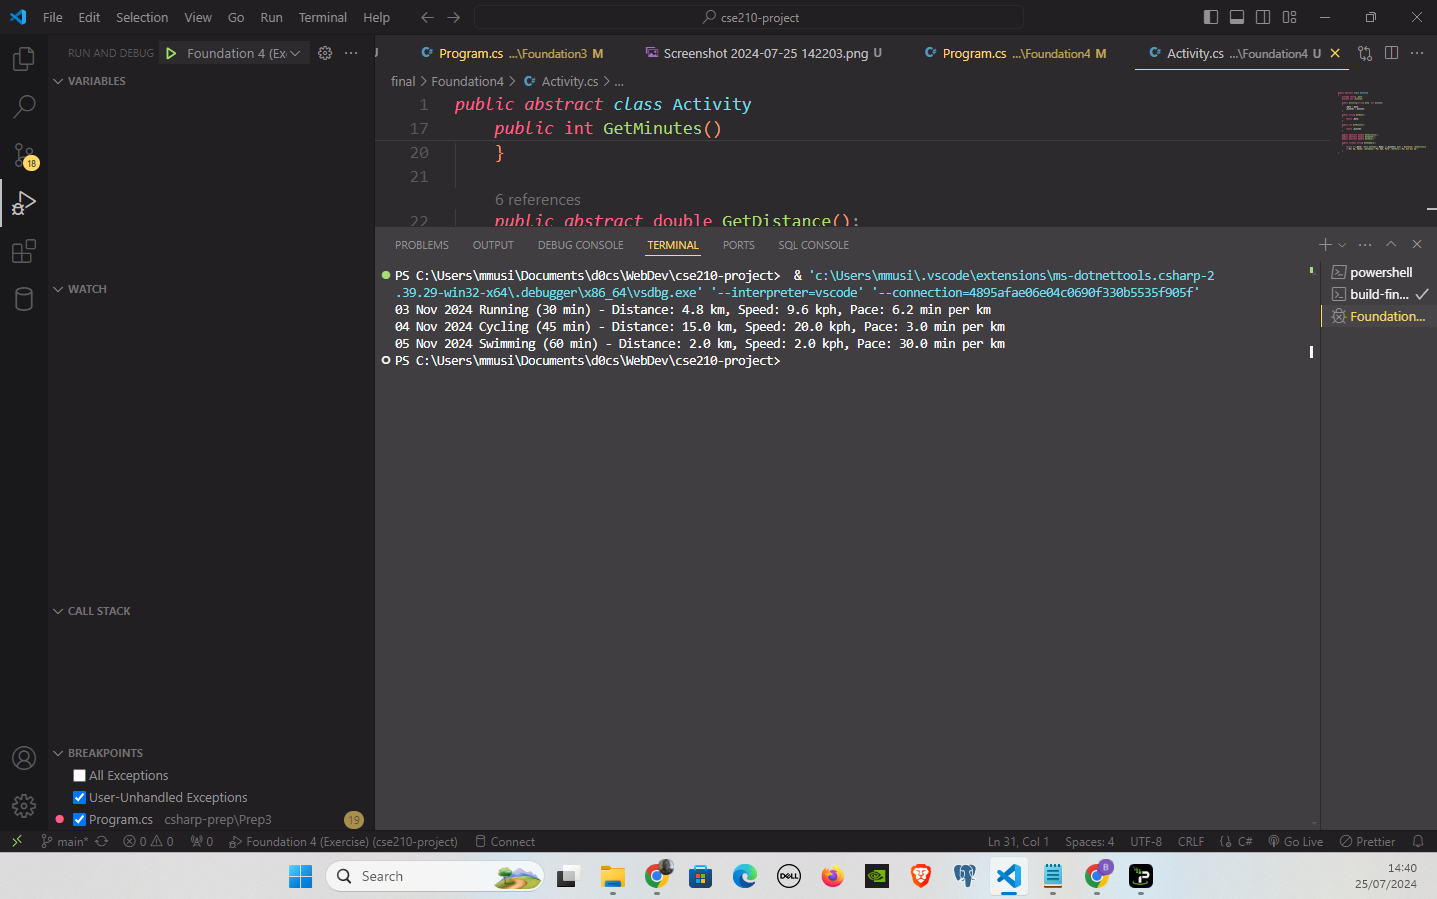 File Edit Selection View Go Run Terminal Help
cse210-project
RUN AND DEBUG Foundation 4 (Ex
Program.cs ...\Foundation3 M
Screenshot 2024-07-25 142203.png U
Program.cs ...\Foundation4 M
Activity.cs ...\Foundation4 U
final > Foundation4 > Activity.cs > ...
VARIABLES
1 public abstract class Activity
17 public int GetMinutes()
20 }
21
6 references
22 public abstract double GetDistance();
PROBLEMS OUTPUT DEBUG CONSOLE TERMINAL PORTS SQL CONSOLE
PS C:\Users\mmusi\Documents\d0cs\WebDev\cse210-project> & 'c:\Users\mmusi\.vscode\extensions\ms-dotnettools.csharp-2
.39.29-win32-x64\.debugger\x86_64\vsdbg.exe' '--interpreter=vscode' '--connection=4895afae06e04c0690f330b5535f905f'
03 Nov 2024 Running (30 min) - Distance: 4.8 km, Speed: 9.6 kph, Pace: 6.2 min per km
04 Nov 2024 Cycling (45 min) - Distance: 15.0 km, Speed: 20.0 kph, Pace: 3.0 min per km
05 Nov 2024 Swimming (60 min) - Distance: 2.0 km, Speed: 2.0 kph, Pace: 30.0 min per km
PS C:\Users\mmusi\Documents\d0cs\WebDev\cse210-project>
powershell
build-fin...
Foundation...
18
WATCH
CALL STACK
BREAKPOINTS
All Exceptions
User-Unhandled Exceptions
Program.cs csharp-prep\Prep3 19
main* 0 0 0 Foundation 4 (Exercise) (cse210-project) Connect
Ln 31, Col 1 Spaces: 4 UTF-8 CRLF C# Go Live Prettier
Search
DELL
B
14:40
25/07/2024